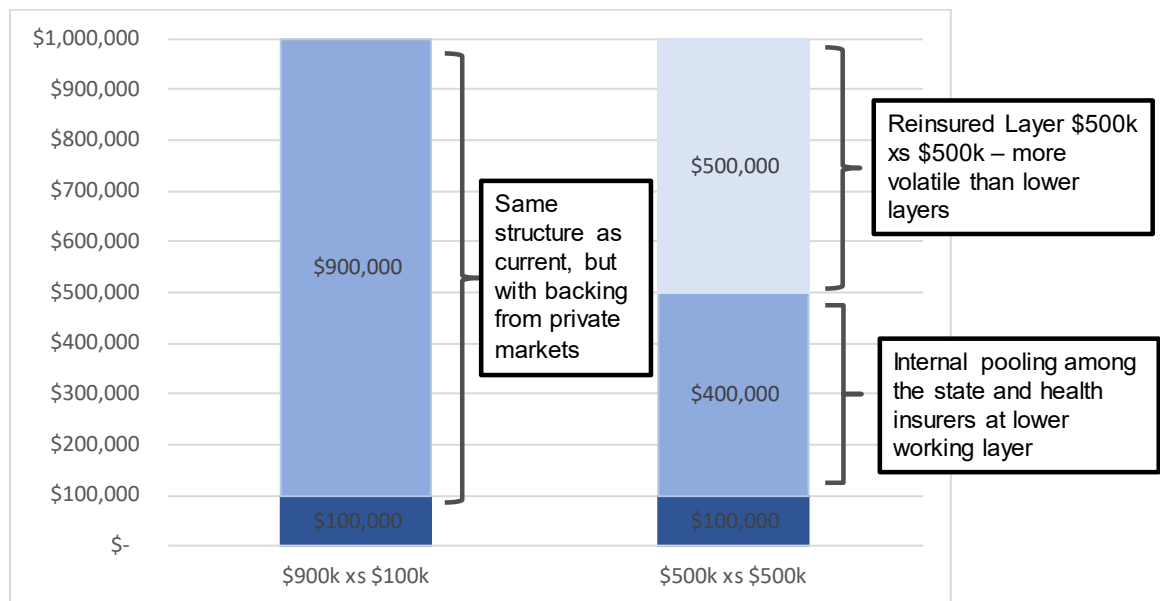 $1,000,000
$900,000
$800,000
$700,000
$600,000
$500,000
$400,000
$300,000
$200,000
$100,000
$-
$900,000
$100,000
$900k xs $100k
Same
structure as
current, but
with backing
from private
markets
$500,000
$400,000
$100,000
$500k xs $500k
Reinsured Layer $500k
xs $500k – more
volatile than lower
layers
Internal pooling among
the state and health
insurers at lower
working layer